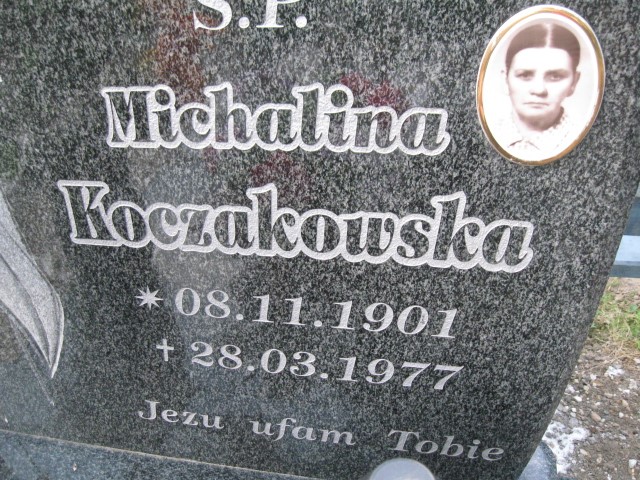 Ś.P.
Michalina
Koczakowska
* 08.11.1901
✝ 28.03.1977
Jezu ufam Tobie